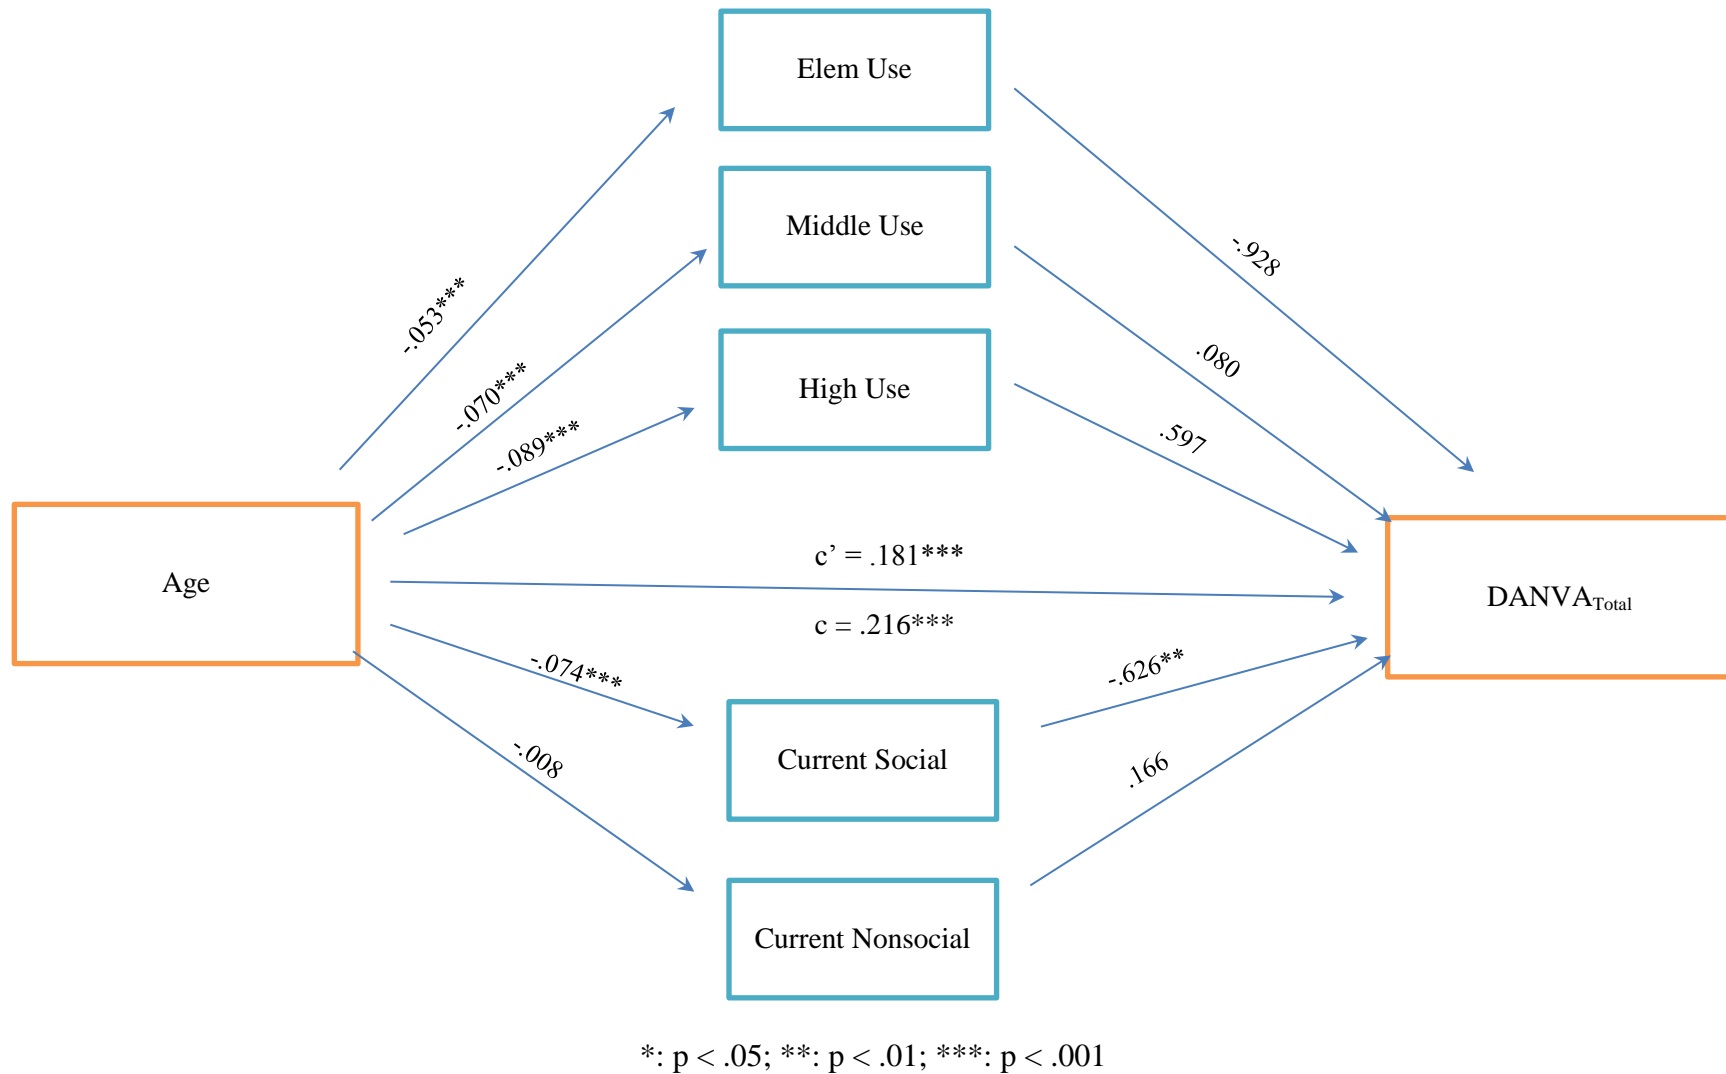 Elem Use
-.053***
-.928
Middle Use
-.070***
.080
High Use
-.089***
.597
Age
c’ = .181***
c = .216***
DANVATotal
-.074***
-.626**
Current Social
-.008
.166
Current Nonsocial
*: p < .05; **: p < .01; ***: p < .001